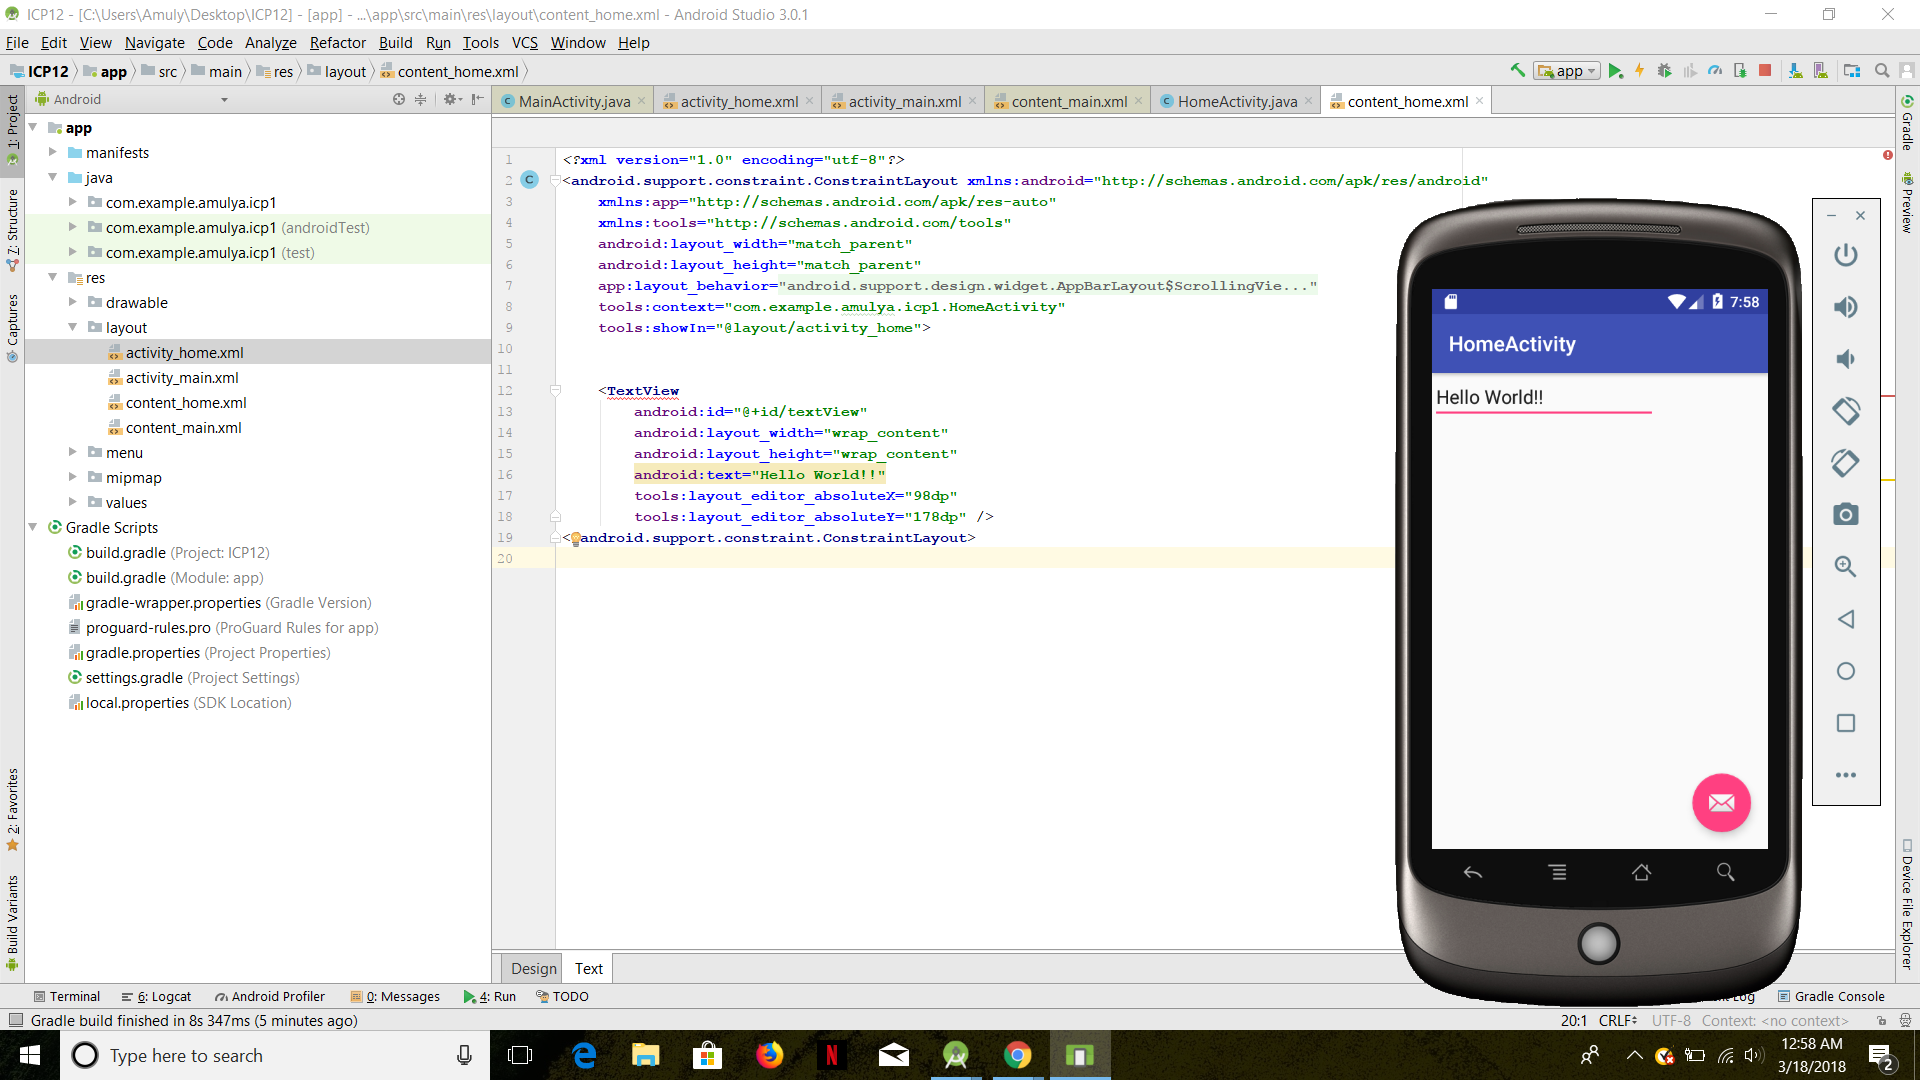 ICP12 - [C:\Users\Amuly\Desktop\ICP12] - [app] - ...\app\src\main\res\layout\content_home.xml - Android Studio 3.0.1
File Edit View Navigate Code Analyze Refactor Build Run Tools VCS Window Help
ICP12 app src main res layout content_home.xml
app
Android
MainActivity.java activity_home.xml activity_main.xml content_main.xml HomeActivity.java content_home.xml
1: Project
7: Structure
Captures
2: Favorites
Build Variants
app
manifests
java
com.example.amulya.icp1
com.example.amulya.icp1 (androidTest)
com.example.amulya.icp1 (test)
res
drawable
layout
activity_home.xml
activity_main.xml
content_home.xml
content_main.xml
menu
mipmap
values
Gradle Scripts
build.gradle (Project: ICP12)
build.gradle (Module: app)
gradle-wrapper.properties (Gradle Version)
proguard-rules.pro (ProGuard Rules for app)
gradle.properties (Project Properties)
settings.gradle (Project Settings)
local.properties (SDK Location)
1 <?xml version="1.0" encoding="utf-8"?>
2 C <android.support.constraint.ConstraintLayout xmlns:android="http://schemas.android.com/apk/res/android"
3 xmlns:app="http://schemas.android.com/apk/res-auto"
4 xmlns:tools="http://schemas.android.com/tools"
5 android:layout_width="match_parent"
6 android:layout_height="match_parent"
7 app:layout_behavior="android.support.design.widget.AppBarLayout$ScrollingVie..."
8 tools:context="com.example.amulya.icp1.HomeActivity"
9 tools:showIn="@layout/activity_home">
10
11
12 <TextView
13 android:id="@+id/textView"
14 android:layout_width="wrap_content"
15 android:layout_height="wrap_content"
16 android:text="Hello World!!"
17 tools:layout_editor_absoluteX="98dp"
18 tools:layout_editor_absoluteY="178dp" />
19 <android.support.constraint.ConstraintLayout>
20
7:58
HomeActivity
Hello World!!
Gradle
Preview
Device File Explorer
Design Text
Terminal 6: Logcat Android Profiler 0: Messages 4: Run TODO Log Gradle Console
Gradle build finished in 8s 347ms (5 minutes ago)
20:1 CRLF UTF-8 Context: <no context>
Type here to search
12:58 AM
3/18/2018
2